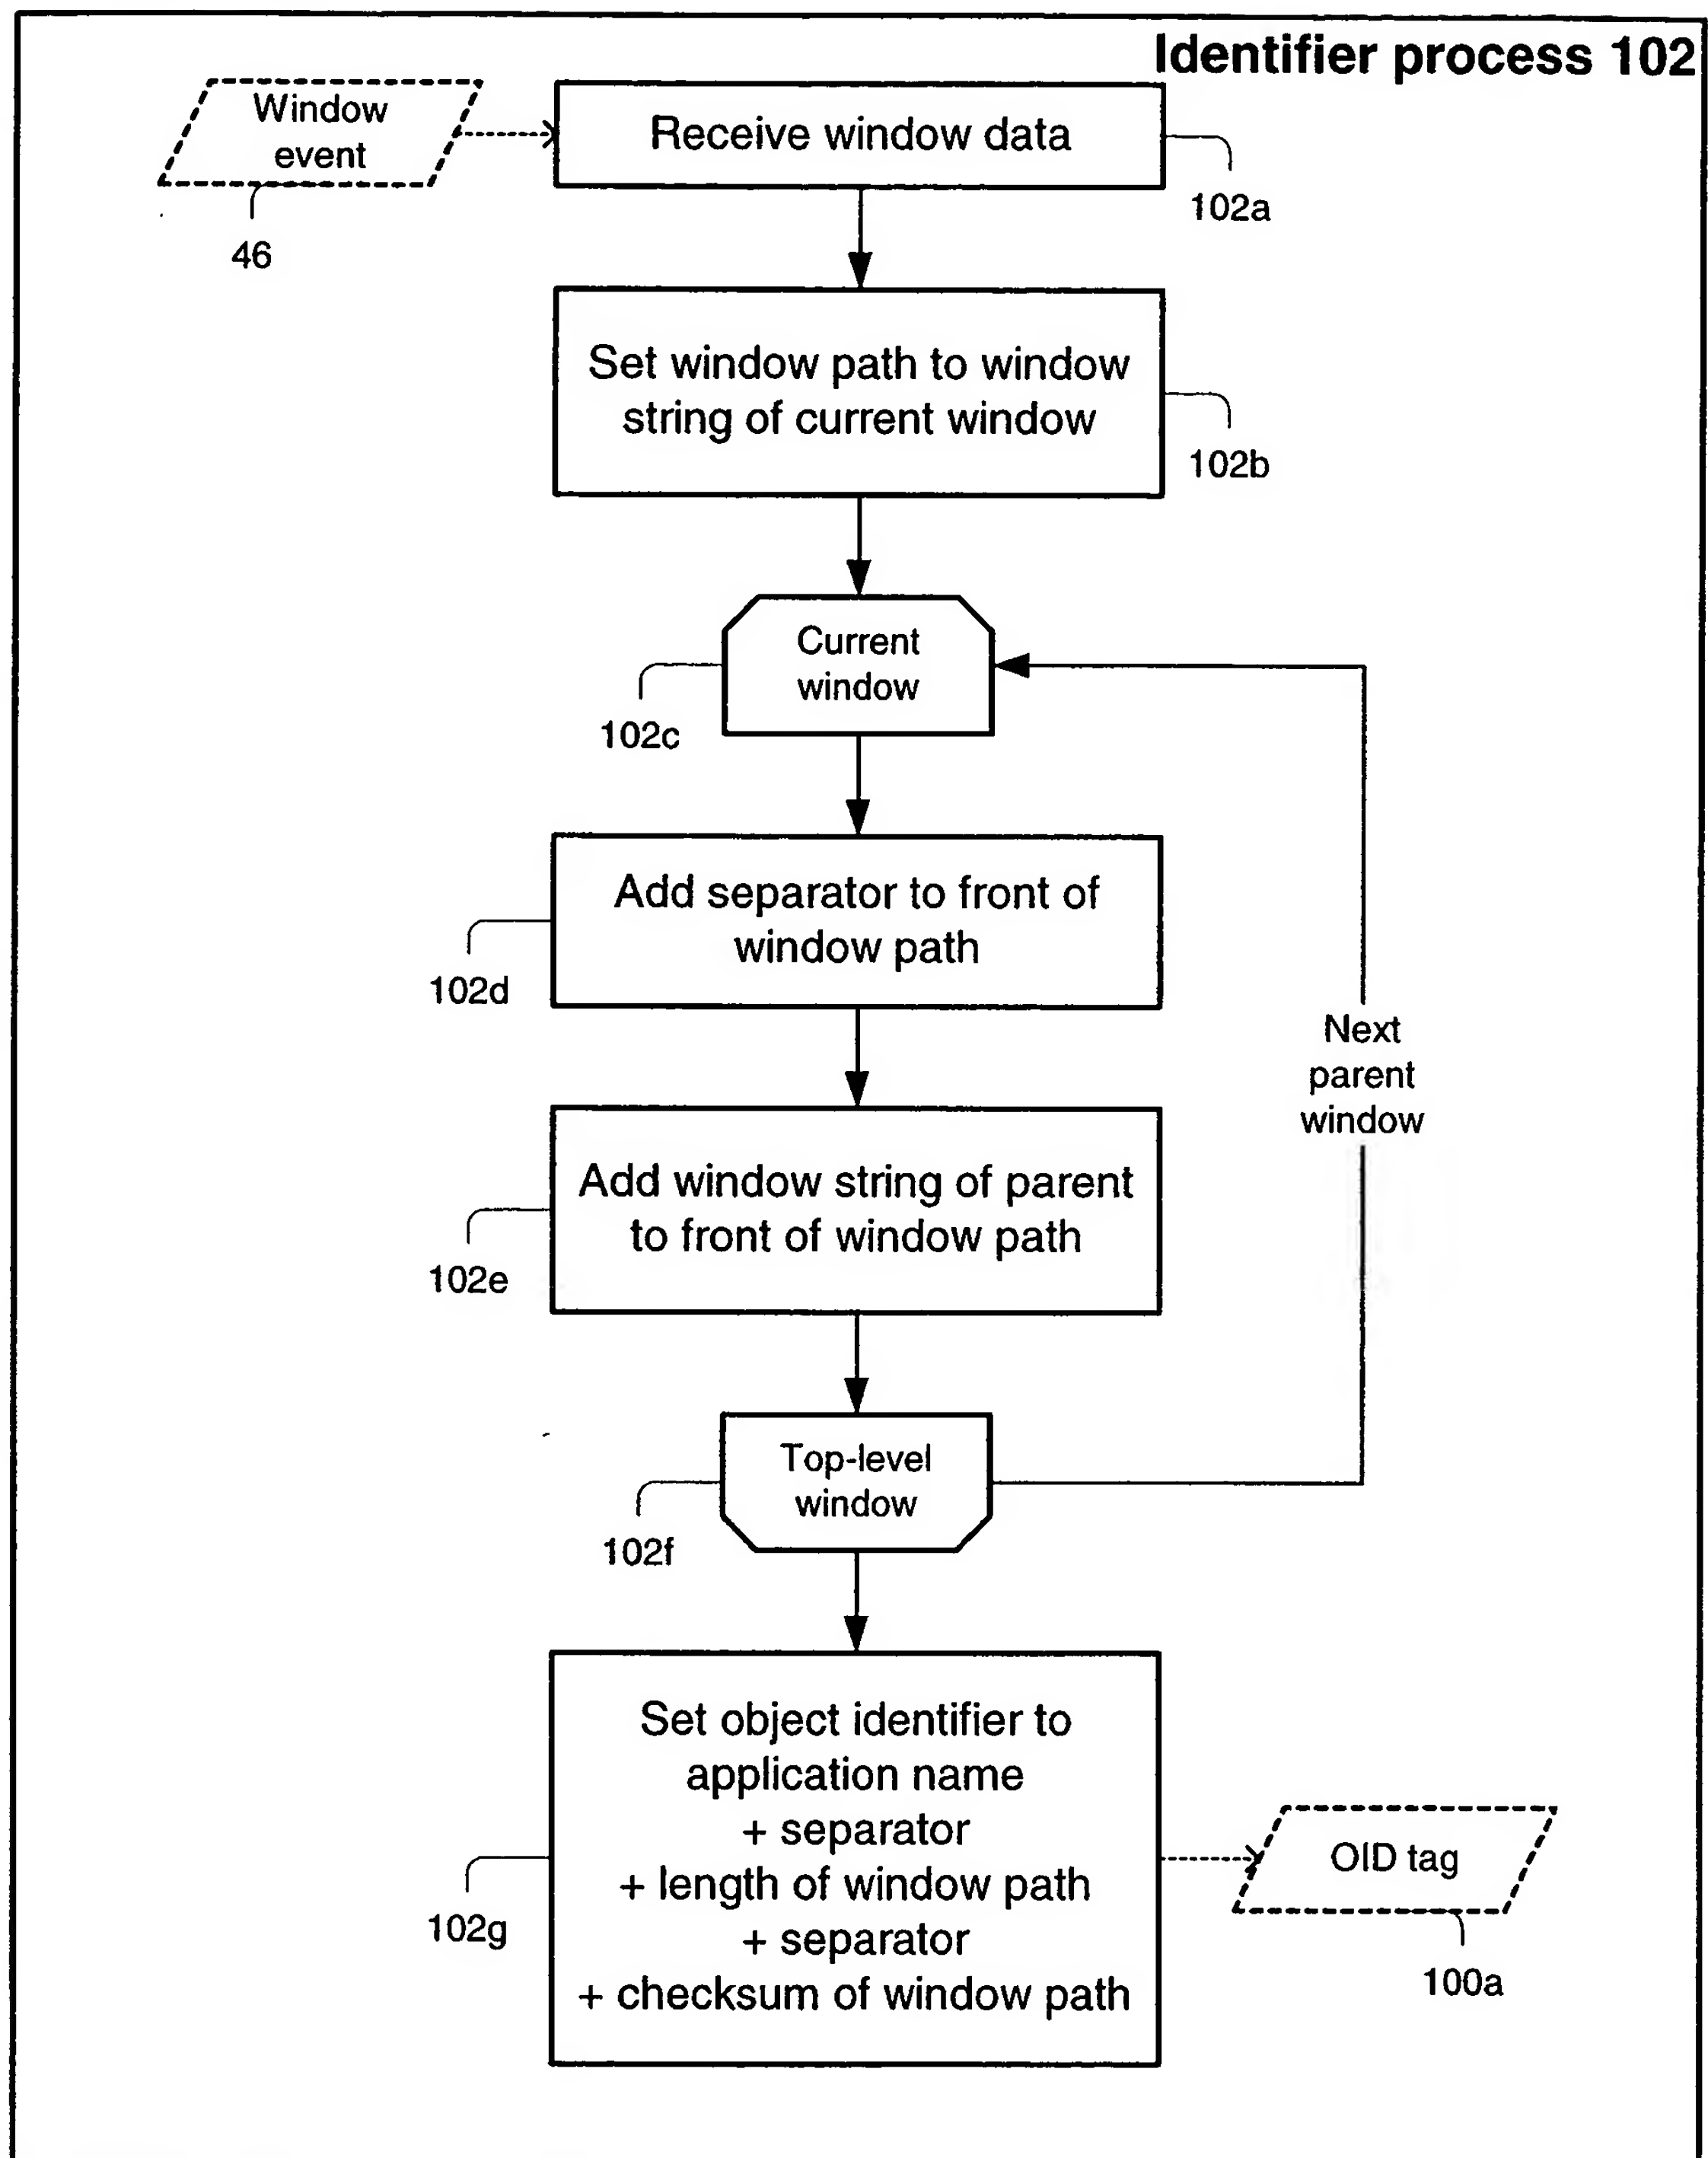 Identifier process 102
Window
event
46
Receive window data
102a
Set window path to window
string of current window
102b
Current
window
102c
Add separator to front of
window path
102d
Next
parent
window
Add window string of parent
to front of window path
102e
Top-level
window
102f
Set object identifier to
application name
+ separator
+ length of window path
+ separator
+ checksum of window path
102g
OID tag
100a